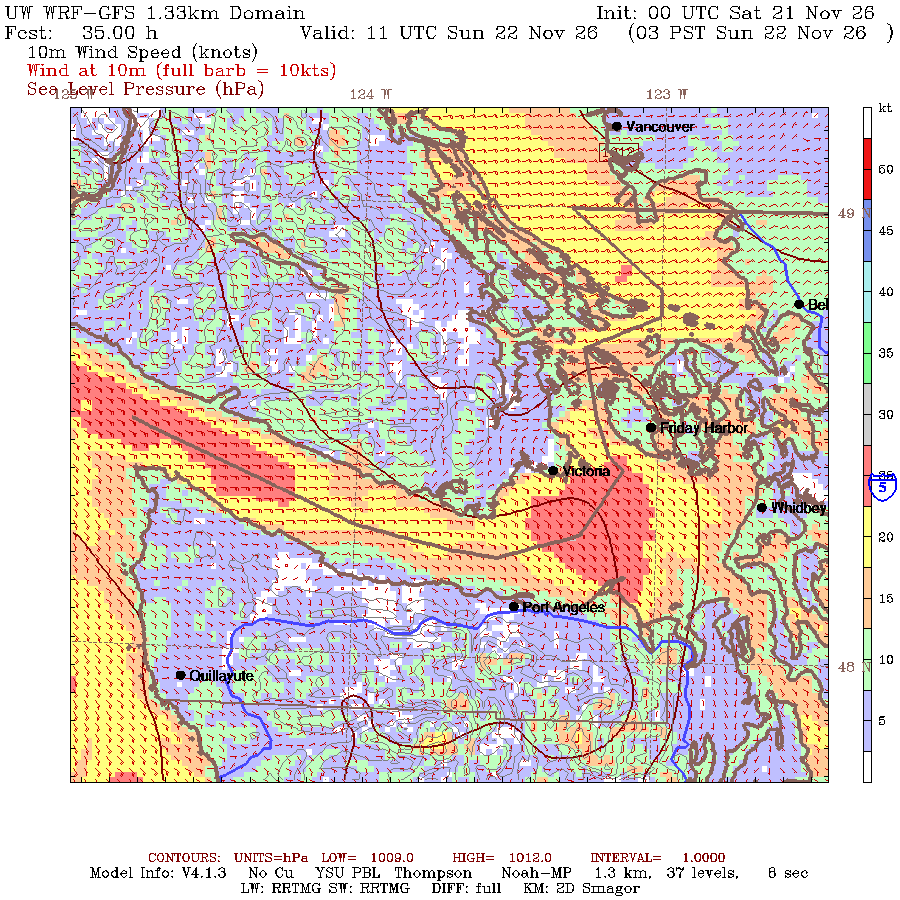 UW WRF-GFS 1.33km Domain Init: 00 UTC Sat 21 Nov 26
Fcst: 35.00 h Valid: 11 UTC Sun 22 Nov 26 (03 PST Sun 22 Nov 26 )
10m Wind Speed (knots)
Wind at 10m (full barb = 10kts)
Sea Level Pressure (hPa)
124 W 123 W
kt
Vancouver
60
49 N
45
40
Bel
35
30
Friday Harbor
Victoria
5
Whidbey
20
15
Port Angeles
10
48 N
Quillayute
5
CONTOURS: UNITS=hPa LOW= 1009.0 HIGH= 1012.0 INTERVAL= 1.0000
Model Info: V4.1.3 No Cu YSU PBL Thompson Noah-MP 1.3 km, 37 levels, 8 sec
LW: RRTMG SW: RRTMG DIFF: full KM: 2D Smagor